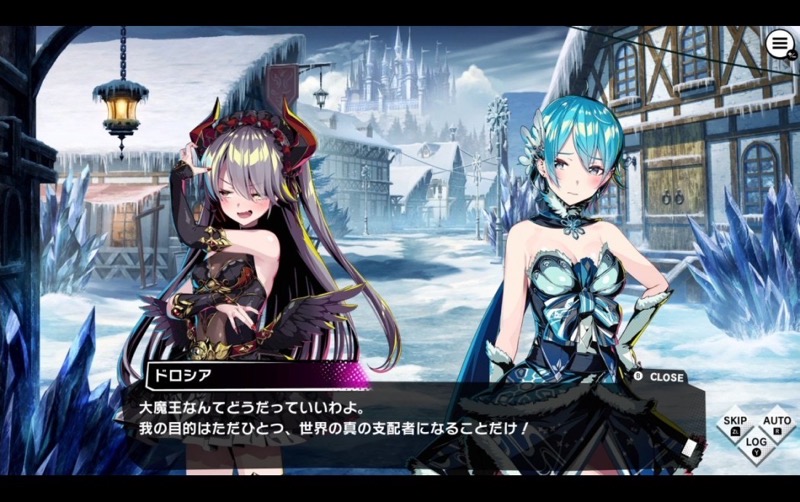 ドロシア
B CLOSE
大魔王なんてどうだっていいわよ。
我の目的はただひとつ、世界の真の支配者になることだけ！
SKIP
AUTO
R
LOG
Y